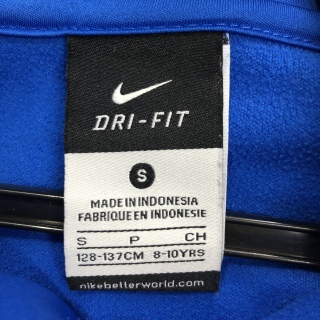 DRI-FIT
S
MADE IN INDONESIA
FABRIQUE EN INDONESIE
S P CH
128-137CM 8-10YRS
nikebetterworld.com